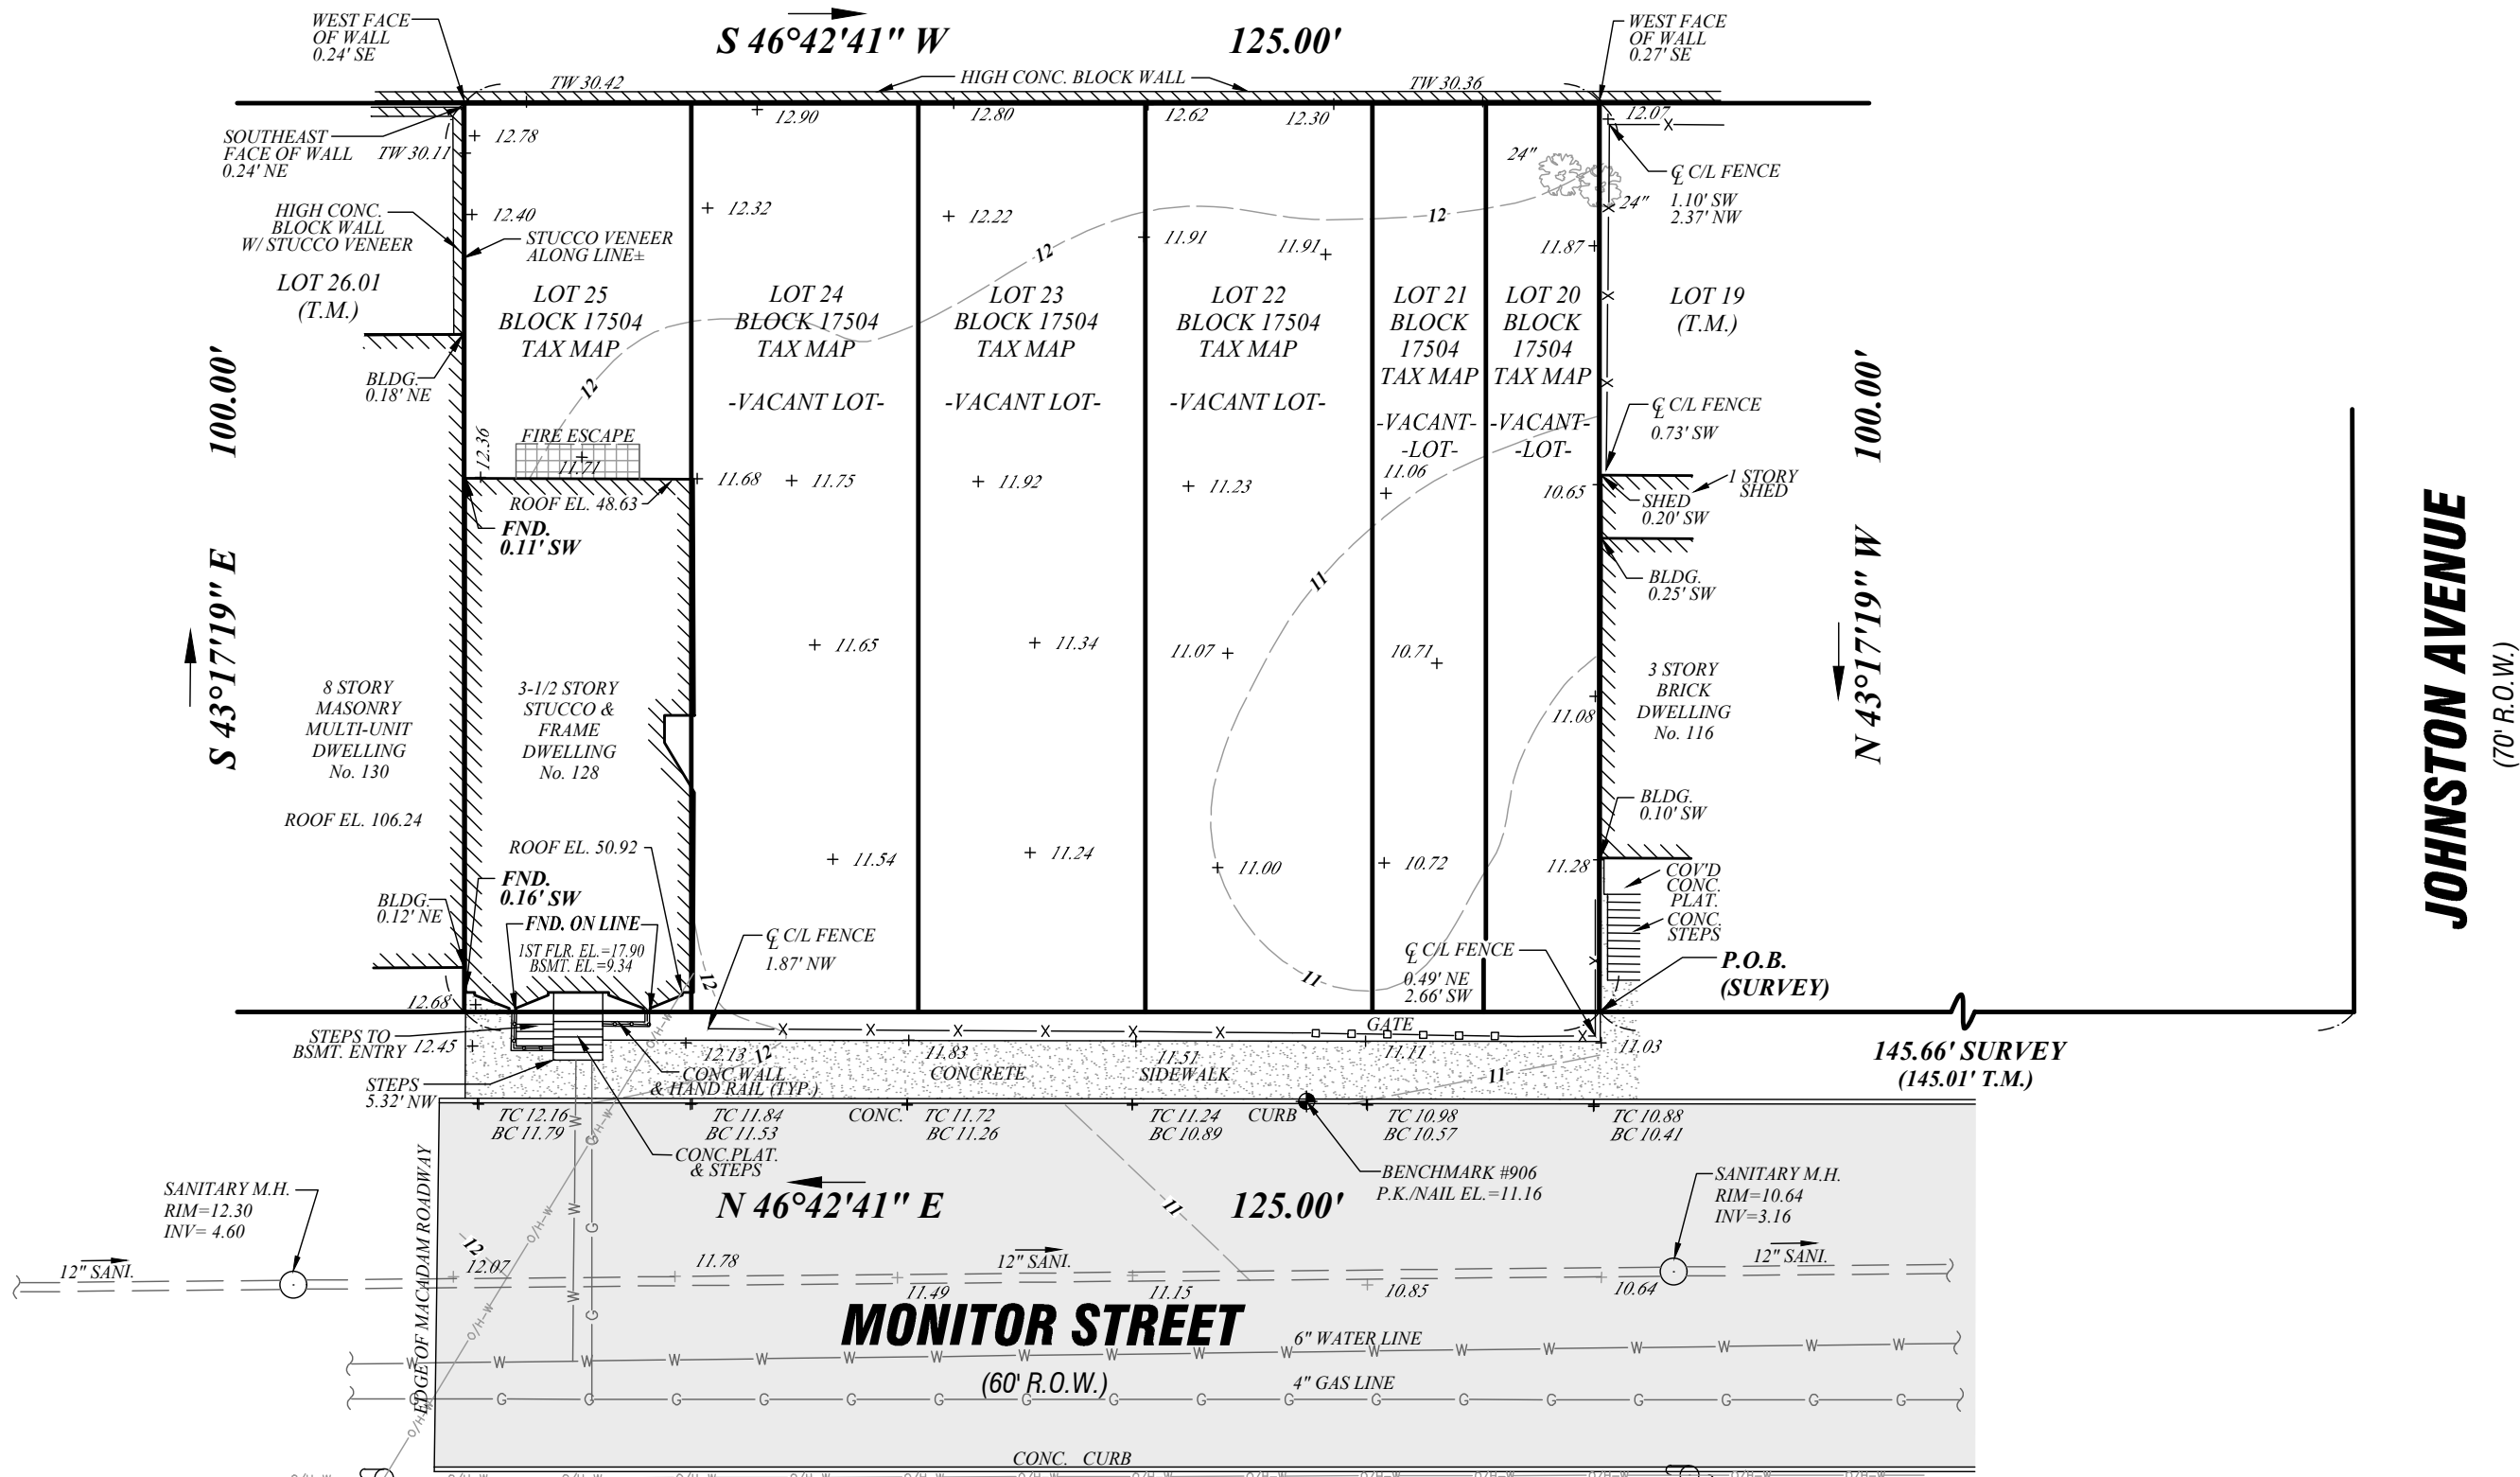 S 46°42'41" W 125.00'
WEST FACE
OF WALL
0.24' SE
WEST FACE
OF WALL
0.27' SE
TW 30.42
HIGH CONC. BLOCK WALL
TW 30.36
SOUTHEAST
FACE OF WALL
0.24' NE
TW 30.11
12.78
12.90
12.80
12.62
12.30
12.07
X
24"
24"
₵ C/L FENCE
1.10' SW
2.37' NW
HIGH CONC.
BLOCK WALL
W/ STUCCO VENEER
12.40
STUCCO VENEER
ALONG LINE±
12.32
12.22
12
12
11.91
11.91
11.87
LOT 26.01
(T.M.)
LOT 25
BLOCK 17504
TAX MAP
LOT 24
BLOCK 17504
TAX MAP
-VACANT LOT-
LOT 23
BLOCK 17504
TAX MAP
-VACANT LOT-
LOT 22
BLOCK 17504
TAX MAP
-VACANT LOT-
LOT 21
BLOCK
17504
TAX MAP
-VACANT-
-LOT-
LOT 20
BLOCK
17504
TAX MAP
-VACANT-
-LOT-
LOT 19
(T.M.)
BLDG.
0.18' NE
12
₵ C/L FENCE
0.73' SW
S 43°17'19" E 100.00'
N 43°17'19" W 100.00'
12.36
FIRE ESCAPE
11.71
ROOF EL. 48.63
11.68
11.75
11.92
11.23
11.06
10.65
1 STORY
SHED
SHED
0.20' SW
FND.
0.11' SW
11
BLDG.
0.25' SW
11.65
11.34
11.07
10.71
11.08
8 STORY
MASONRY
MULTI-UNIT
DWELLING
No. 130
ROOF EL. 106.24
3-1/2 STORY
STUCCO &
FRAME
DWELLING
No. 128
3 STORY
BRICK
DWELLING
No. 116
JOHNSTON AVENUE
(70' R.O.W.)
BLDG.
0.10' SW
ROOF EL. 50.92
11.54
11.24
11.00
10.72
11.28
COV'D
CONC.
PLAT.
CONC.
STEPS
FND.
0.16' SW
BLDG.
0.12' NE
FND. ON LINE
1ST FLR. EL.=17.90
BSMT. EL.=9.34
₵ C/L FENCE
1.87' NW
₵ C/L FENCE
0.49' NE
2.66' SW
P.O.B.
(SURVEY)
12
11
12.68
STEPS TO
BSMT. ENTRY
12.45
GATE
X X X X X X X
12.13
12
11.83
11.51
11.11
11.03
CONC.WALL
& HAND RAIL (TYP.)
CONCRETE
SIDEWALK
11
145.66' SURVEY
(145.01' T.M.)
STEPS
5.32' NW
TC 12.16
BC 11.79
TC 11.84
BC 11.53
CONC.
TC 11.72
BC 11.26
TC 11.24
BC 10.89
CURB
TC 10.98
BC 10.57
TC 10.88
BC 10.41
CONC.PLAT.
& STEPS
BENCHMARK #906
P.K./NAIL EL.=11.16
N 46°42'41" E 125.00'
11
SANITARY M.H.
RIM=12.30
INV= 4.60
SANITARY M.H.
RIM=10.64
INV=3.16
EDGE OF MACADAM ROADWAY
12
12" SANI.
12.07
11.78
11.49
12" SANI.
11.15
10.85
10.64
12" SANI.
MONITOR STREET
(60' R.O.W.)
6" WATER LINE
W W W W W W W W W W W W W W W W W W
4" GAS LINE
G G G G G G G G G G G G G G G G G G
O/H-W
CONC. CURB